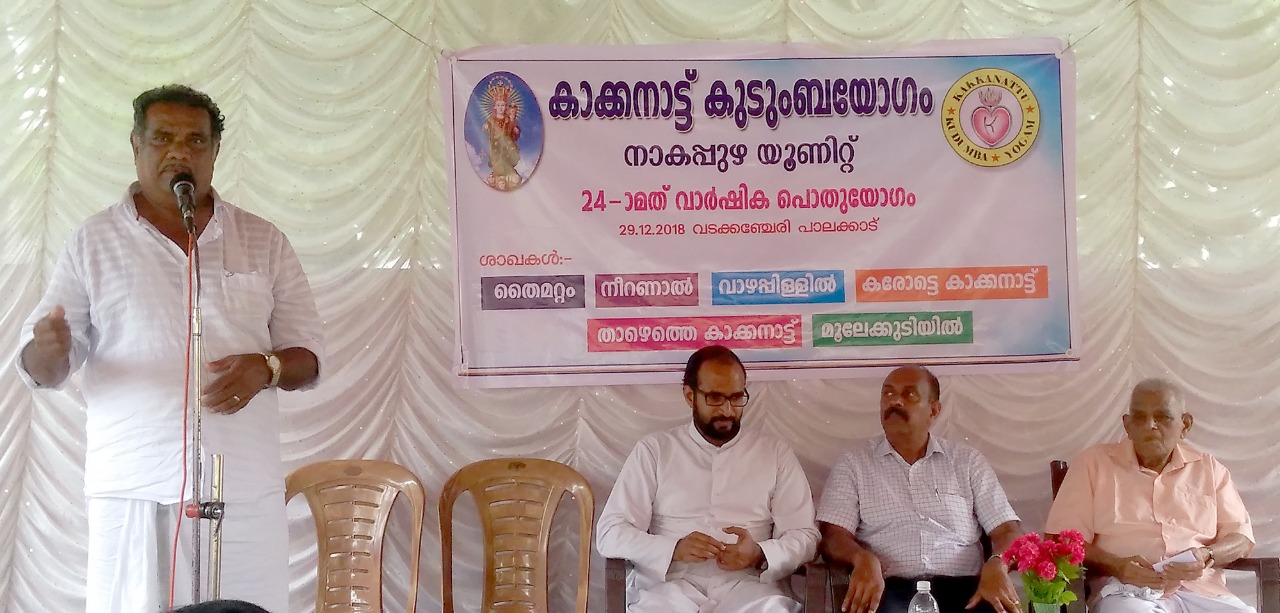 കാക്കനാട്ട് കുടുംബയോഗം
KAKKANATTU
KUDUMBA ★ YOGAM ★
നാകപ്പുഴ യൂണിറ്റ്
24-ാമത് വാർഷിക പൊതുയോഗം
29.12.2018 വടക്കഞ്ചേരി പാലക്കാട്
ശാഖകൾ:-
തൈമറ്റം നീറണാൽ വാഴപ്പിള്ളിൽ കരോട്ടെ കാക്കനാട്ട്
താഴെത്തെ കാക്കനാട്ട് മൂലേക്കുടിയിൽ